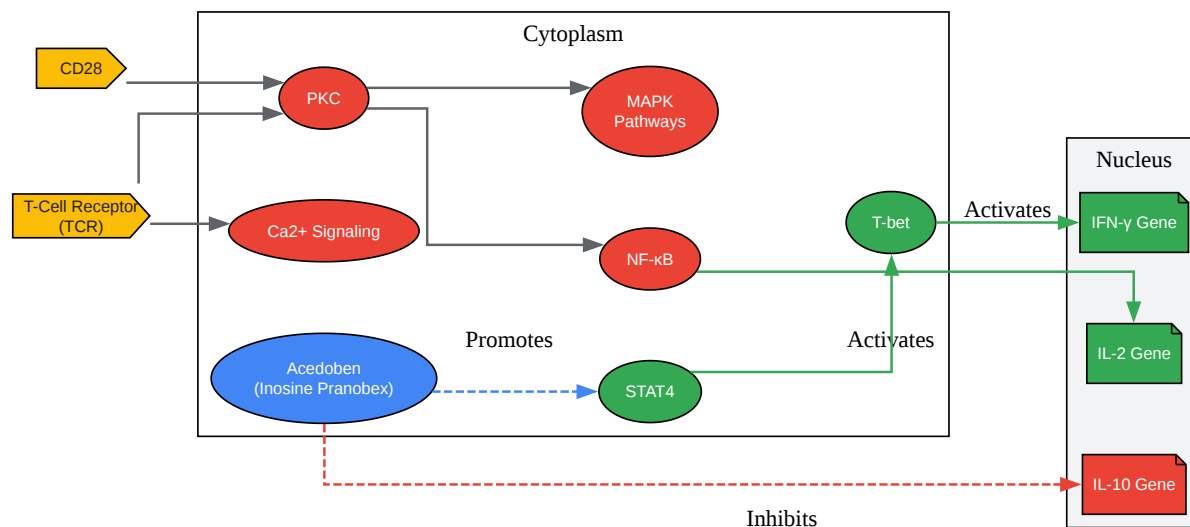 Cytoplasm
CD28
PKC
MAPK
Pathways
Nucleus
T-Cell Receptor
(TCR)
Ca2+ Signaling
NF-κB
T-bet
Activates
IFN-γ Gene
Promotes
Activates
IL-2 Gene
Acedoben
(Inosine Pranobex)
STAT4
IL-10 Gene
Inhibits